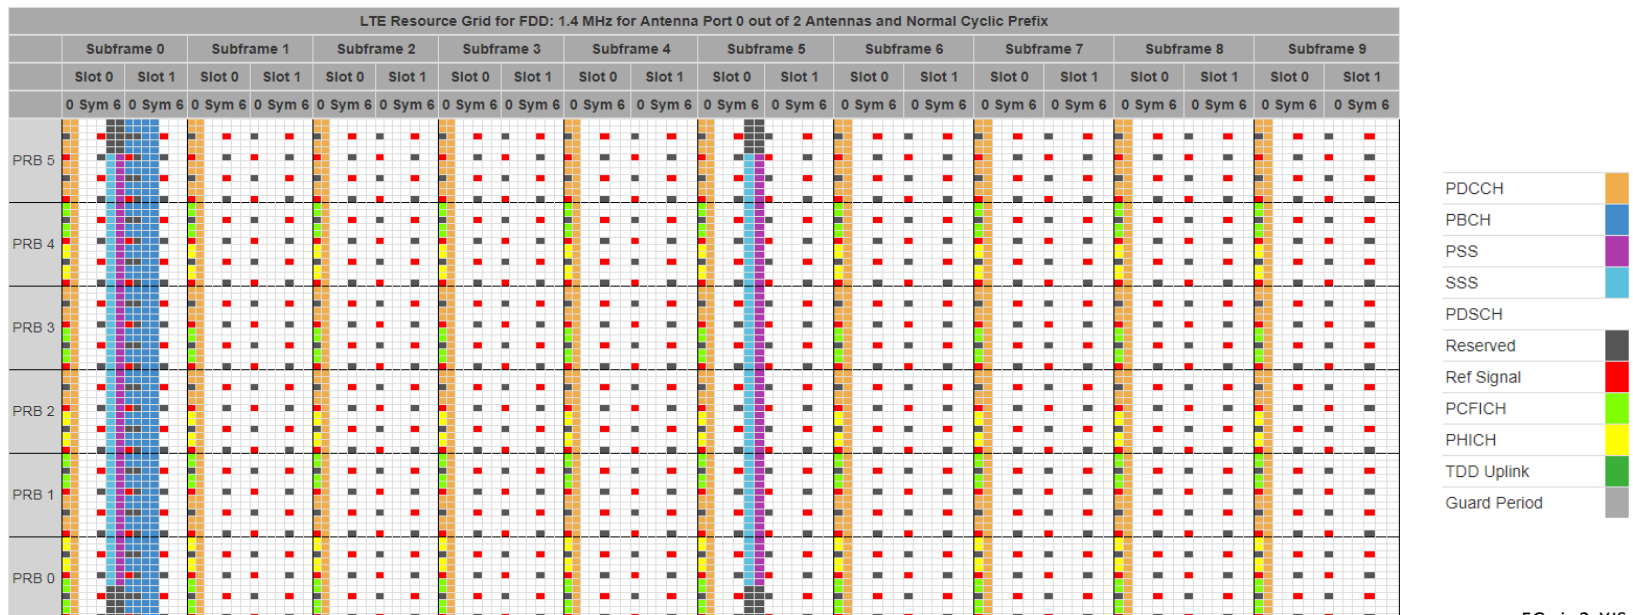 LTE Resource Grid for FDD: 1.4 MHz for Antenna Port 0 out of 2 Antennas and Normal Cyclic Prefix
Subframe 0 Subframe 1 Subframe 2 Subframe 3 Subframe 4 Subframe 5 Subframe 6 Subframe 7 Subframe 8 Subframe 9
Slot 0 Slot 1 Slot 0 Slot 1 Slot 0 Slot 1 Slot 0 Slot 1 Slot 0 Slot 1 Slot 0 Slot 1 Slot 0 Slot 1 Slot 0 Slot 1 Slot 0 Slot 1 Slot 0 Slot 1
0 Sym 6 0 Sym 6 0 Sym 6 0 Sym 6 0 Sym 6 0 Sym 6 0 Sym 6 0 Sym 6 0 Sym 6 0 Sym 6 0 Sym 6 0 Sym 6 0 Sym 6 0 Sym 6 0 Sym 6 0 Sym 6 0 Sym 6 0 Sym 6 0 Sym 6 0 Sym 6
PRB 5
PRB 4
PRB 3
PRB 2
PRB 1
PRB 0
PDCCH
PBCH
PSS
SSS
PDSCH
Reserved
Ref Signal
PCFICH
PHICH
TDD Uplink
Guard Period